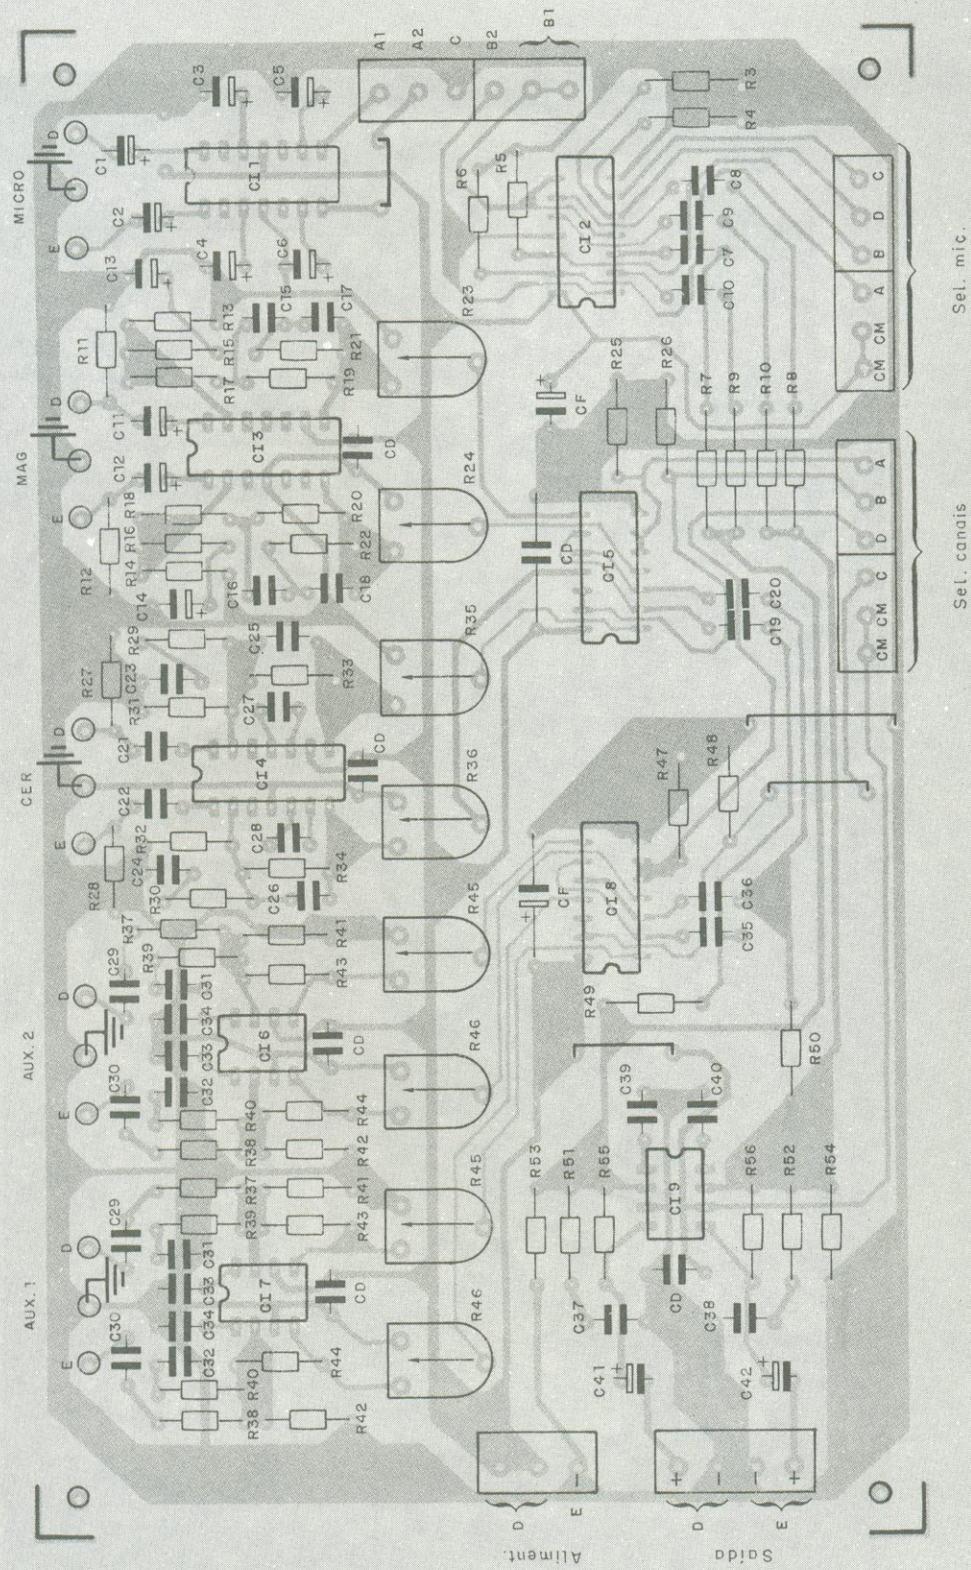 MICRO
MAG
CER
AUX. 2
AUX. 1
D
E
D
E
D
E
D
E
D
E
C1
C2
C3
C5
C4
C6
CI1
A1
A2
C
B2
B1
C13
R11
R13
R15
R17
C15
C17
R21
R19
R23
C11
C12
CI3
CD
R24
R18
R16
R14
R12
C14
R20
R22
C16
C18
R29
R27
C23
R31
C25
R33
C27
R35
C21
C22
CI4
CD
R36
R32
C24
R28
R30
C28
R34
C26
R45
R37
R39
C29
R41
R43
C31
C34
C33
C32
CI6
CD
C30
R46
R40
R38
R44
R42
R37
R39
C29
R41
R43
R45
C31
C33
C34
C32
CI7
CD
C30
R46
R40
R38
R44
R42
R6
R5
R4
R3
CI2
C8
C9
C7
C10
CF
R25
R26
R7
R9
R10
R8
CD
CI5
C20
C19
CF
CI8
R47
R48
C36
C35
R49
R50
C39
C40
CI9
R53
R51
R55
R56
R52
R54
CD
C37
C38
C41
C42
C
D
B
A
CM
CM
Sel. mic.
A
B
D
C
CM
CM
Sel. canais
D
E
−
Aliment.
+
−
−
+
D
E
Saída